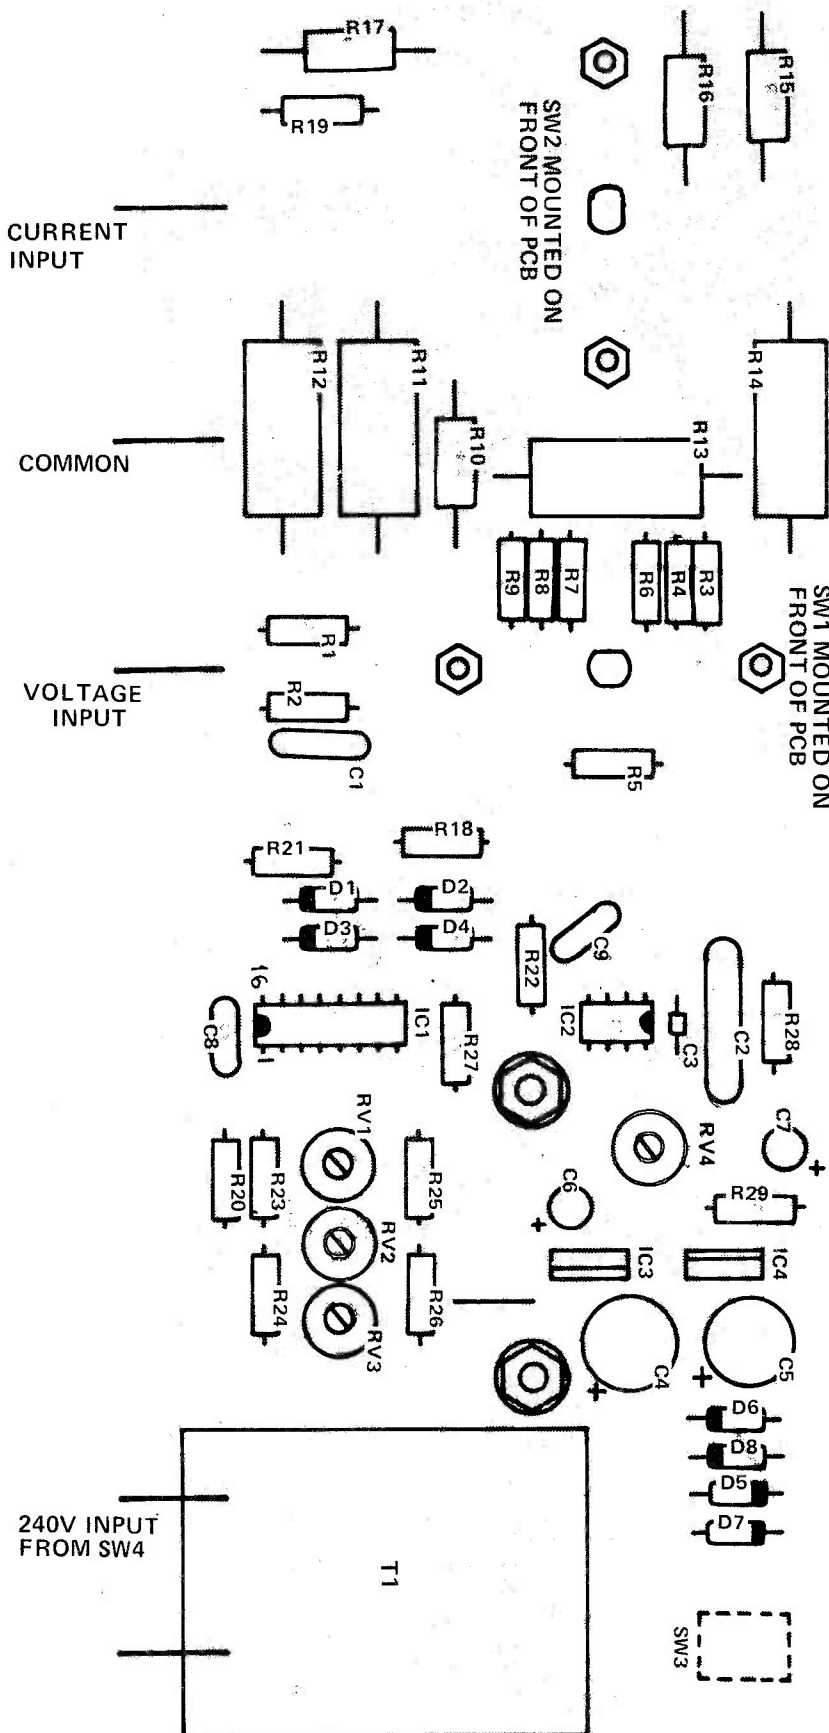 R17
R19
R16
R15
SW2 MOUNTED ON
FRONT OF PCB
CURRENT
INPUT
R12
R11
R10
R13
R14
COMMON
R9
R8
R7
R6
R4
R3
SW1 MOUNTED ON
FRONT OF PCB
R1
R2
C1
VOLTAGE
INPUT
R5
R18
R21
D1
D2
D3
D4
R22
C9
16
1
IC1
C8
R27
IC2
C3
C2
R28
RV1
RV4
C7
+
R20
R23
R25
C6
+
R29
RV2
IC3
IC4
R24
R26
RV3
C4
+
C5
+
D6
D8
D5
D7
240V INPUT
FROM SW4
T1
SW3